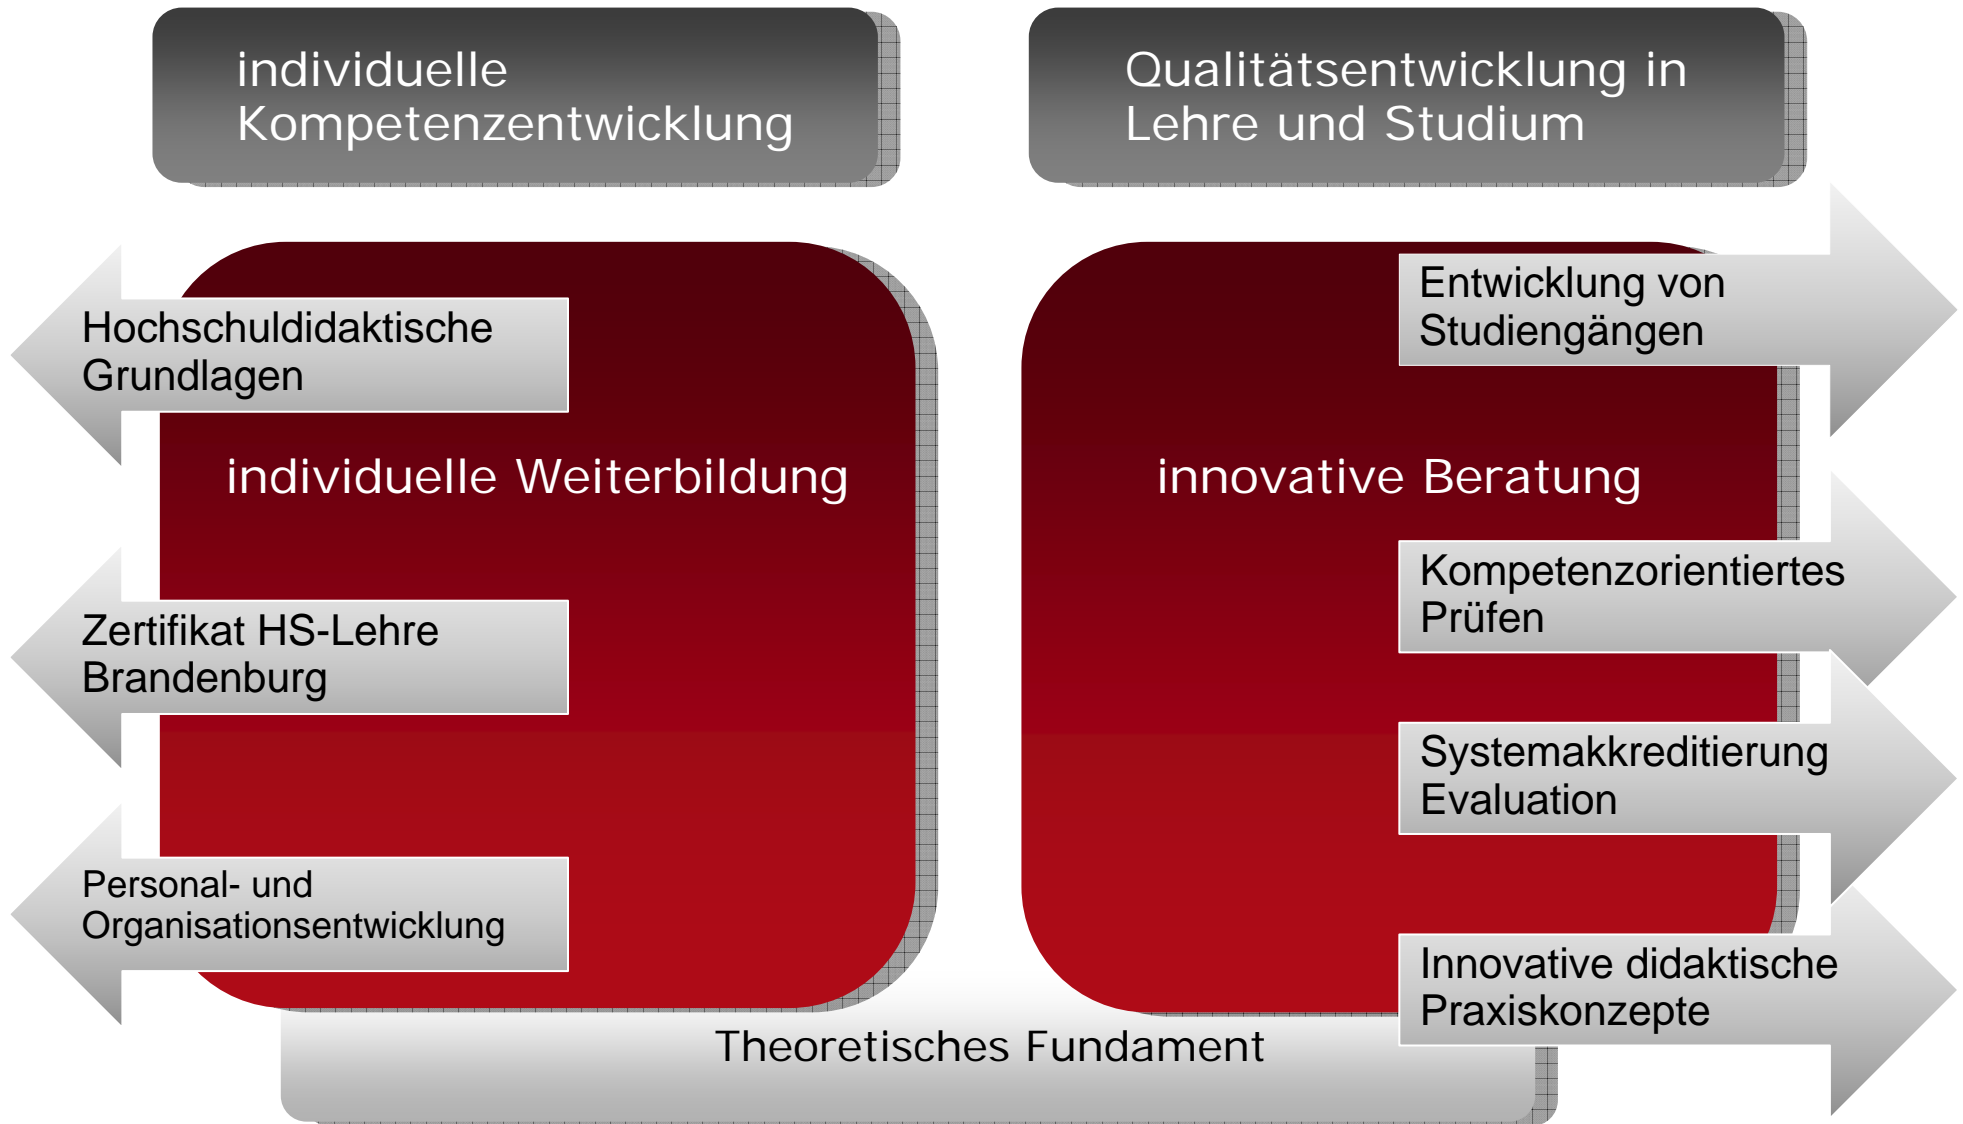 individuelle
Kompetenzentwicklung
Qualitätsentwicklung in
Lehre und Studium
Hochschuldidaktische
Grundlagen
individuelle Weiterbildung
Zertifikat HS-Lehre
Brandenburg
Personal- und
Organisationsentwicklung
Entwicklung von
Studiengängen
innovative Beratung
Kompetenzorientiertes
Prüfen
Systemakkreditierung
Evaluation
Innovative didaktische
Praxiskonzepte
Theoretisches Fundament